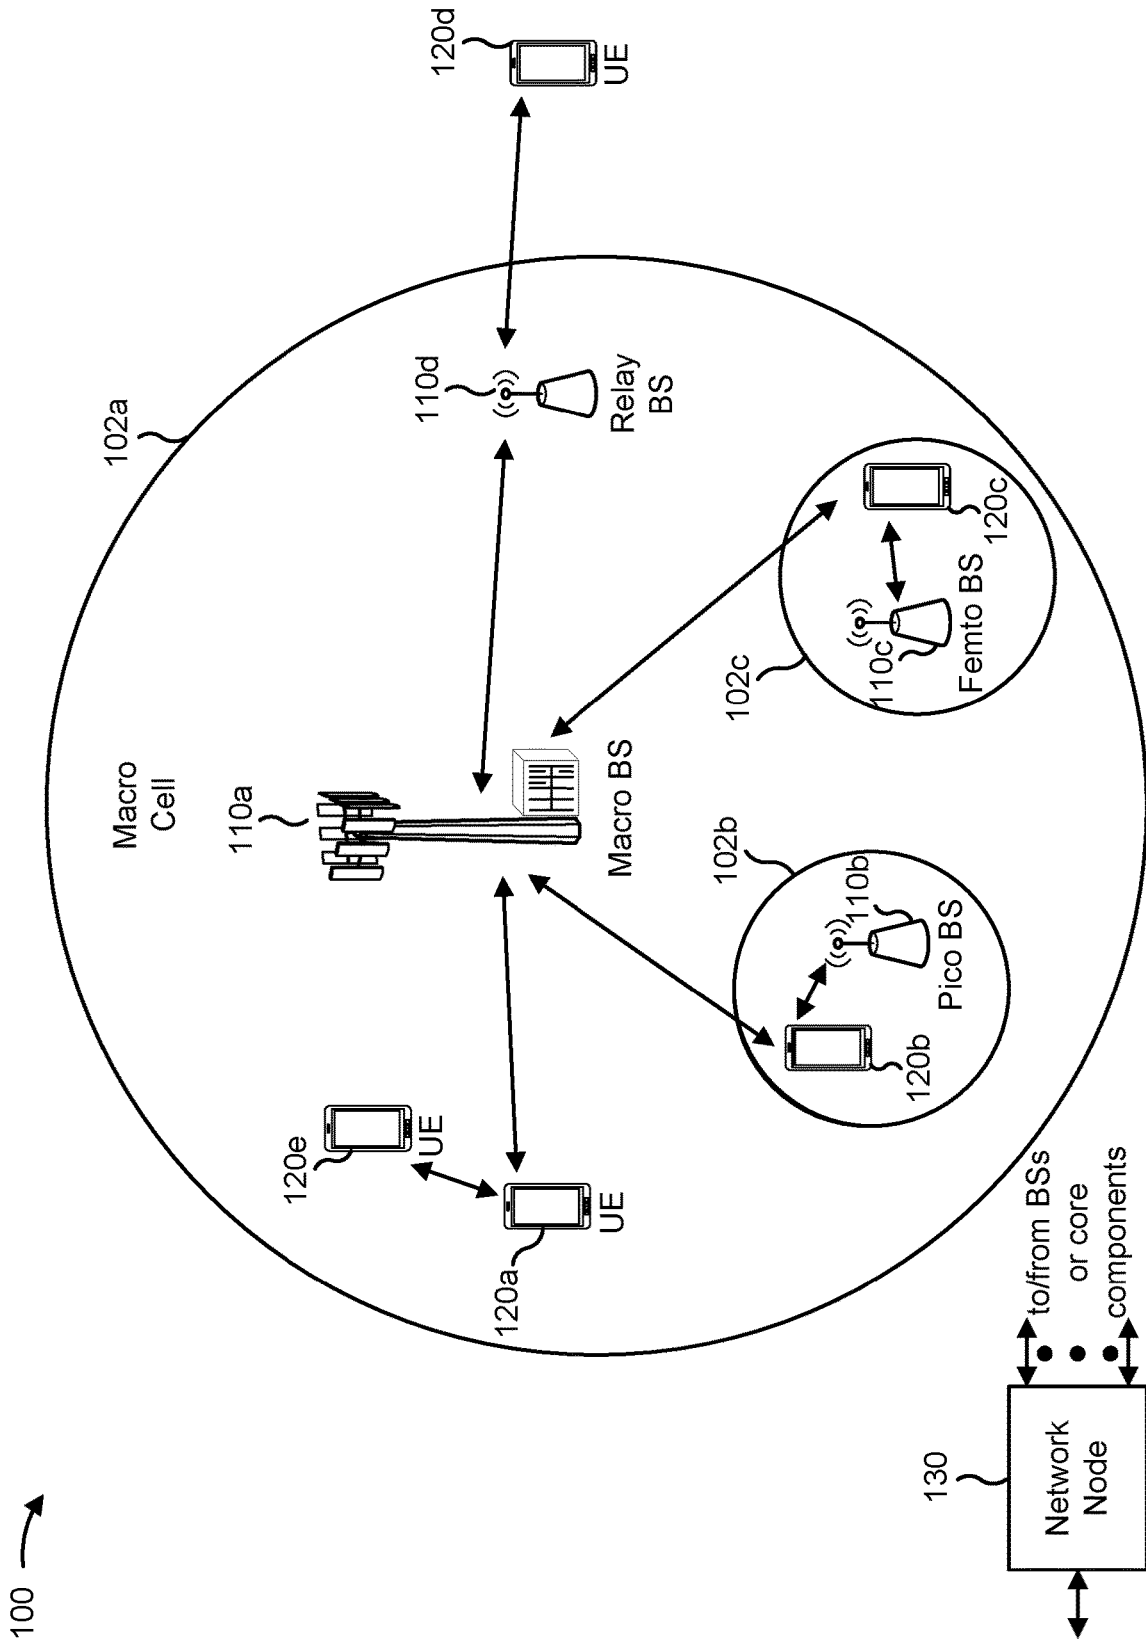 100
102a
Macro
Cell
110a
Macro BS
120d
UE
110d
Relay
BS
120e
UE
120a
UE
102b
110b
Pico BS
120b
102c
110c
Femto BS
120c
130
Network
Node
to/from BSs
or core
components